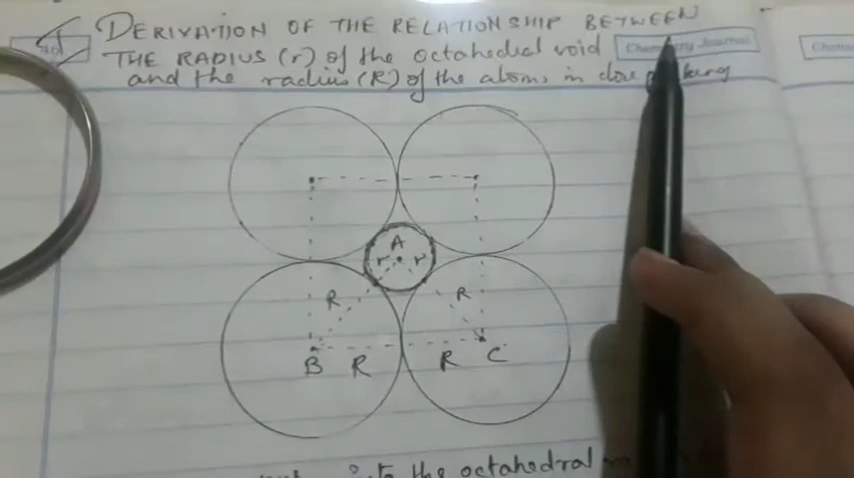 DERIVATION OF THE RELATIONSHIP BETWEEN
THE RADIUS (r) of the octahedral void
and the radius (R) of the atoms in close
A
r r
R R
B R R C
the octahedral